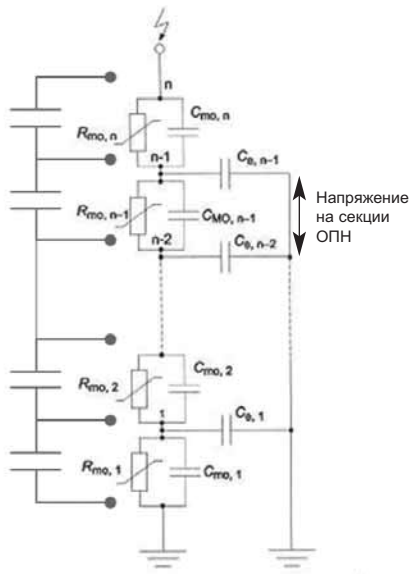 n
Rmo, n
Cmo, n
n-1
Ce, n-1
Напряжение
на секции
ОПН
Rmo, n-1
CMO, n-1
n-2
Ce, n-2
Rmo, 2
Cmo, 2
1
Ce, 1
Rmo, 1
Cmo, 1